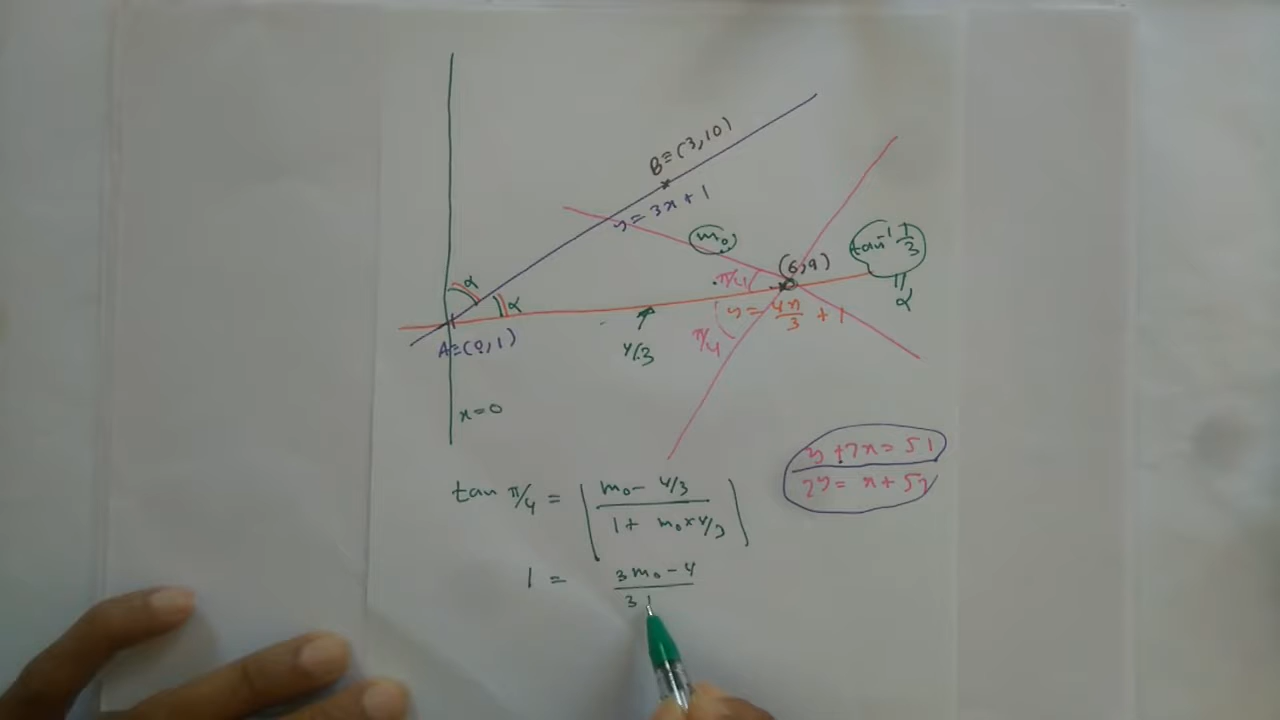 B≡(3,10)
y=3x+1
m₀
tan⁻¹ 1/3
(6,9)
α
π/4
α
α
y= 4x/3 + 1
A≡(0,1)
π/4
4/3
x=0
y+7x=51
7y= x+57
tan π/4 = | (m₀ - 4/3) / (1+ m₀×4/3) |
1 = (3m₀-4) / 3